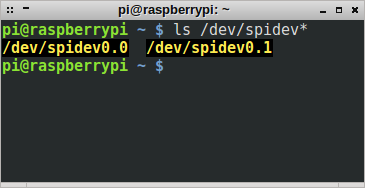 pi@raspberrypi: ~
pi@raspberrypi ~ $ ls /dev/spidev*
/dev/spidev0.0  /dev/spidev0.1
pi@raspberrypi ~ $